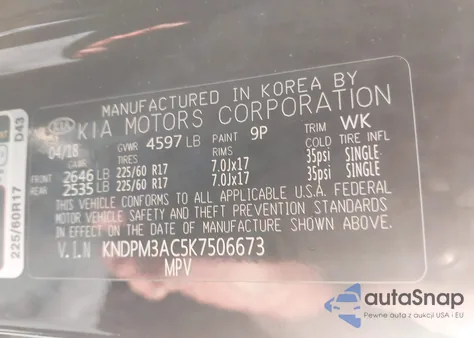 MANUFACTURED IN KOREA BY
KIA KIA MOTORS CORPORATION
04/18 GVWR 4597 LB PAINT 9P TRIM WK
GAWR TIRES RIMS COLD TIRE INFL
FRONT 2646 LB 225/60 R17 7.0Jx17 35psi SINGLE
REAR 2535 LB 225/60 R17 7.0Jx17 35psi SINGLE
THIS VEHICLE CONFORMS TO ALL APPLICABLE U.S.A. FEDERAL
MOTOR VEHICLE SAFETY AND THEFT PREVENTION STANDARDS
IN EFFECT ON THE DATE OF MANUFACTURE SHOWN ABOVE.
V.I.N KNDPM3AC5K7506673
MPV
225/60R17 D43
autoSnap
Pewne auta z aukcji USA i EU